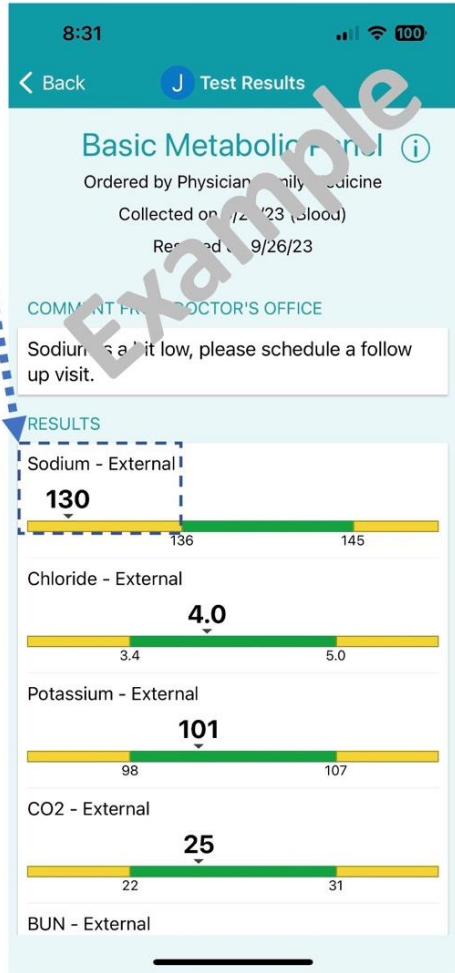 8:31
100
Back
J Test Results
Basic Metabolic
Ordered by Physician
Collected on /23 (Blood)
9/26/23
COMMENT DOCTOR'S OFFICE
Sodium a bit low, please schedule a follow
up visit.
Example
RESULTS
Sodium - External
130
136 145
Chloride - External
4.0
3.4 5.0
Potassium - External
101
98 107
CO2 - External
25
22 31
BUN - External